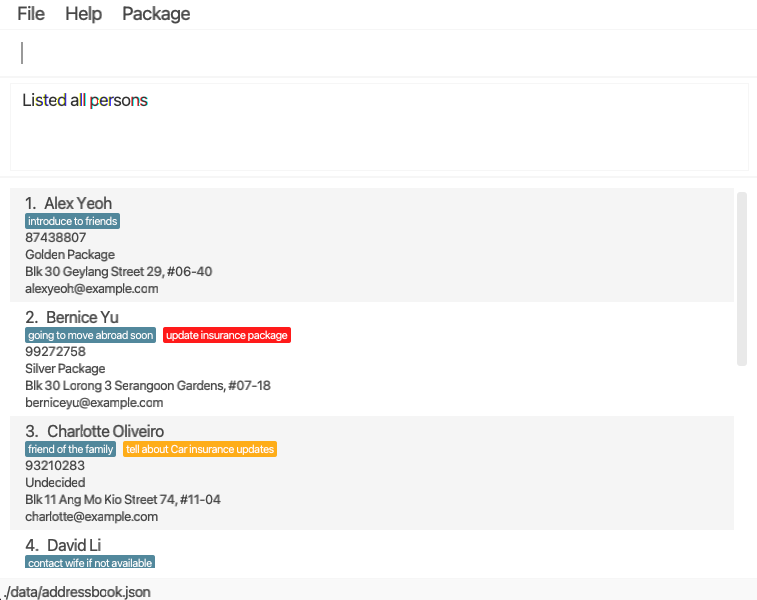 File Help Package
Listed all persons
1. Alex Yeoh
introduce to friends
87438807
Golden Package
Blk 30 Geylang Street 29, #06-40
alexyeoh@example.com
2. Bernice Yu
going to move abroad soon update insurance package
99272758
Silver Package
Blk 30 Lorong 3 Serangoon Gardens, #07-18
berniceyu@example.com
3. Charlotte Oliveiro
friend of the family tell about Car insurance updates
93210283
Undecided
Blk 11 Ang Mo Kio Street 74, #11-04
charlotte@example.com
4. David Li
contact wife if not available
./data/addressbook.json